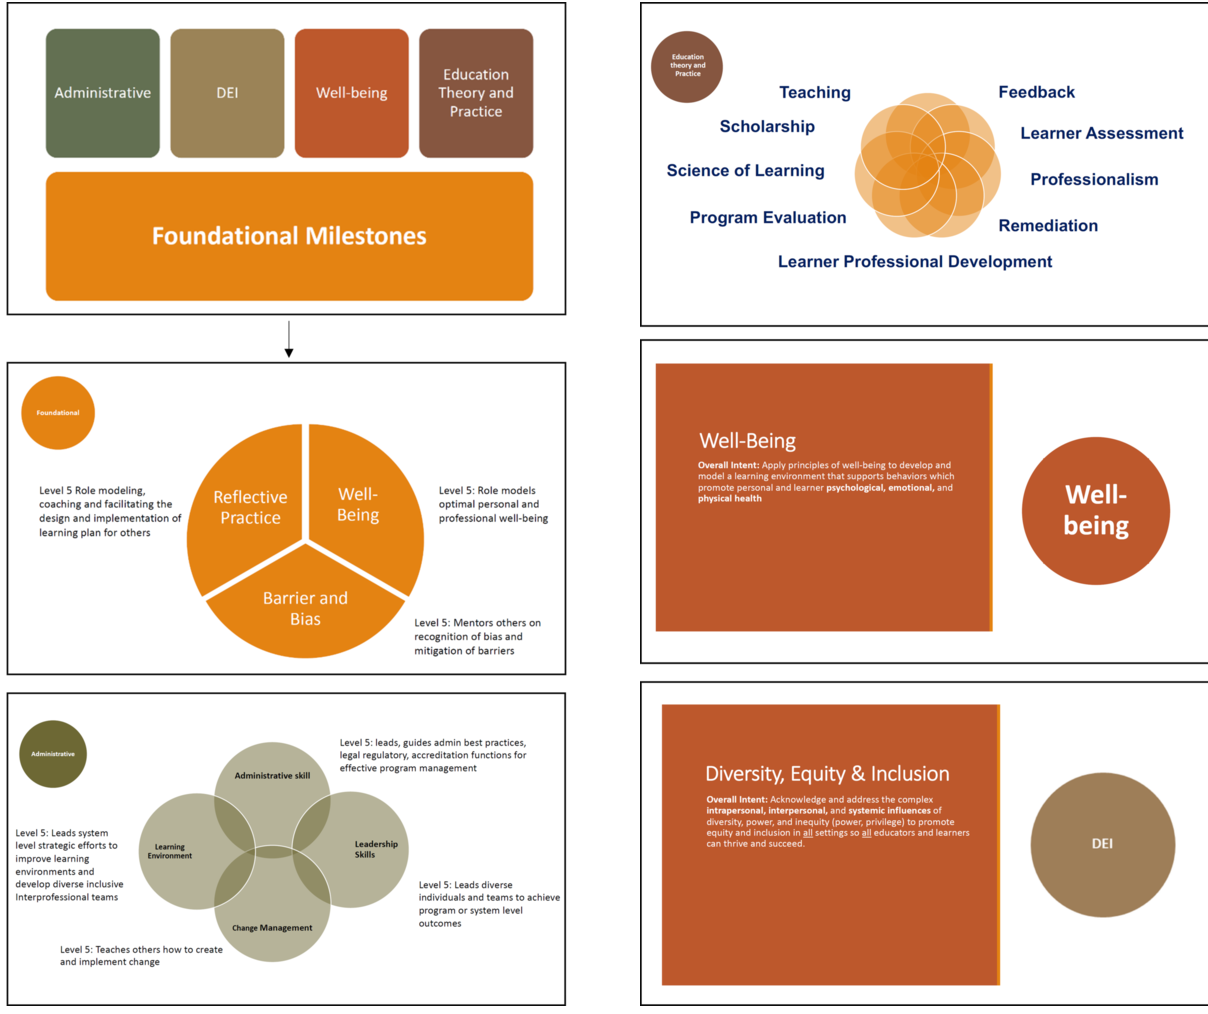 Administrative
DEI
Well-being
Education
Theory and
Practice
Foundational Milestones
Foundational
Reflective
Practice
Well-
Being
Barrier and
Bias
Level 5 Role modeling,
coaching and facilitating the
design and implementation of
learning plan for others
Level 5: Role models
optimal personal and
professional well-being
Level 5: Mentors others on
recognition of bias and
mitigation of barriers
Administrative
Administrative skill
Learning
Environment
Leadership
Skills
Change Management
Level 5: leads, guides admin best practices,
legal regulatory, accreditation functions for
effective program management
Level 5: Leads system
level strategic efforts to
improve learning
environments and
develop diverse inclusive
Interprofessional teams
Level 5: Leads diverse
individuals and teams to achieve
program or system level
outcomes
Level 5: Teaches others how to create
and implement change
Education
theory and
Practice
Teaching
Feedback
Scholarship
Learner Assessment
Science of Learning
Professionalism
Program Evaluation
Remediation
Learner Professional Development
Well-Being
Overall Intent: Apply principles of well-being to develop and
model a learning environment that supports behaviors which
promote personal and learner psychological, emotional, and
physical health
Well-
being
Diversity, Equity & Inclusion
Overall Intent: Acknowledge and address the complex
intrapersonal, interpersonal, and systemic influences of
diversity, power, and inequity (power, privilege) to promote
equity and inclusion in all settings so all educators and learners
can thrive and succeed.
DEI